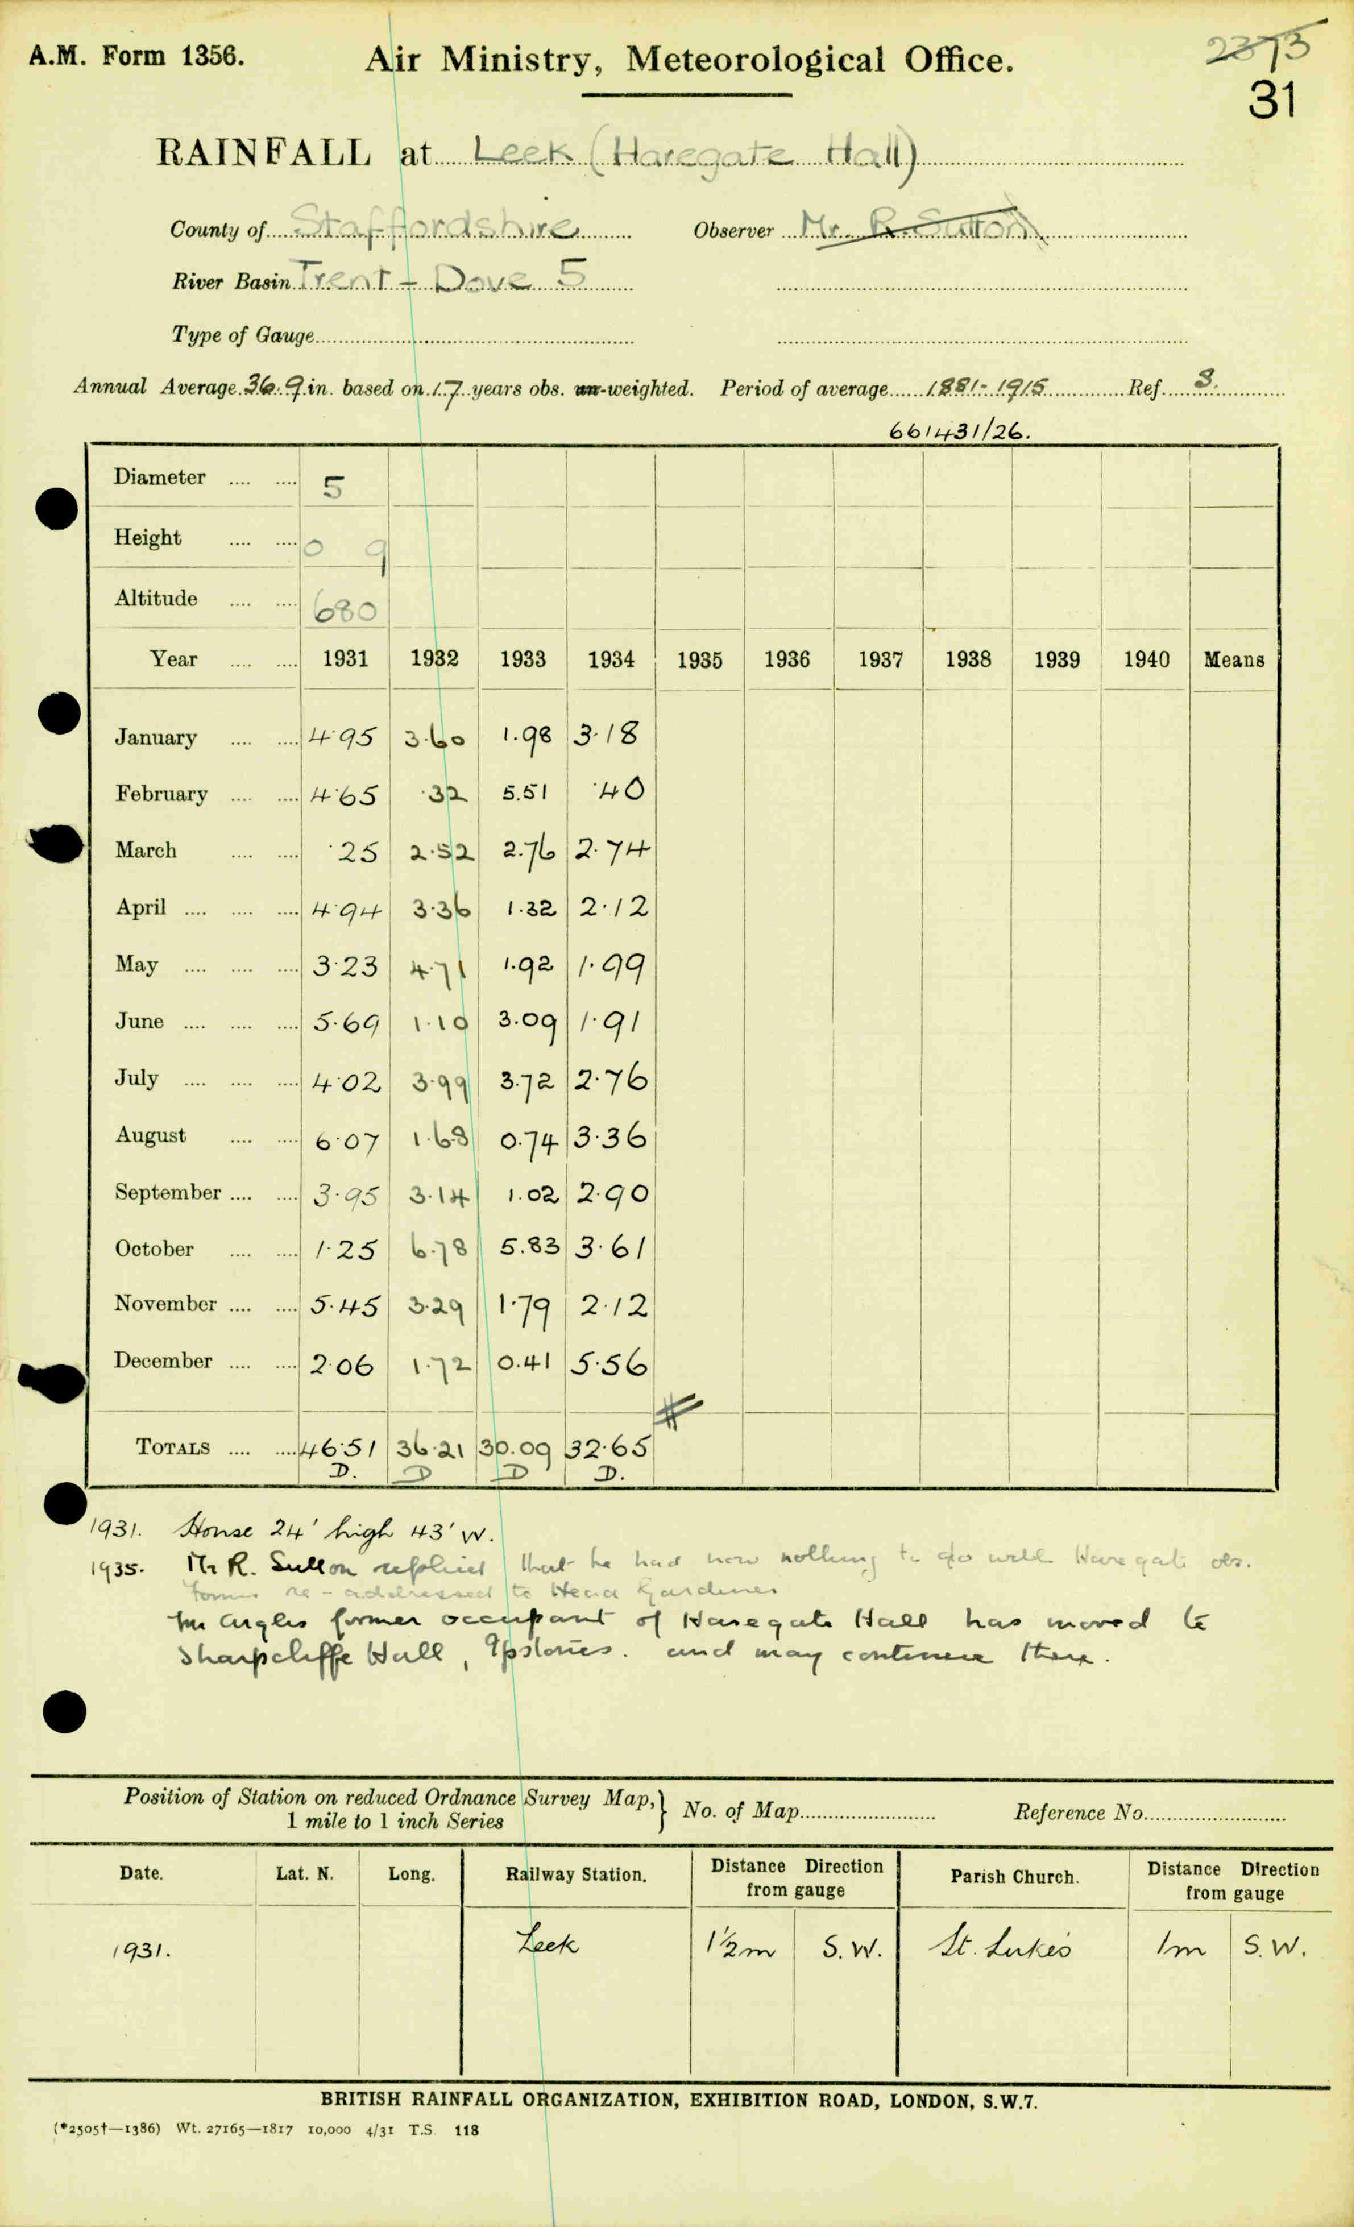 A.M. Form 1356. Air Ministry, Meteorological Office. 2373
31
RAINFALL at Leek (Haregate Hall)
County of Staffordshire Observer Mr. R. Sutton
River Basin Trent - Dove 5
Type of Gauge
Annual Average 36.9 in. based on 17 years obs. un-weighted. Period of average 1881-1915 Ref. 3.
661431/26.
Diameter .... .... 5
Height .... .... 0 9
Altitude .... .... 680
Year .... .... 1931 1932 1933 1934 1935 1936 1937 1938 1939 1940 Means
January .... .... 4.95 3.60 1.98 3.18
February .... .... 4.65 .32 5.51 .40
March .... .... .25 2.52 2.76 2.74
April .... .... .... 4.94 3.36 1.32 2.12
May .... .... .... 3.23 4.71 1.92 1.99
June .... .... .... 5.69 1.10 3.09 1.91
July .... .... .... 4.02 3.99 3.72 2.76
August .... .... 6.07 1.68 0.74 3.36
September .... .... 3.95 3.14 1.02 2.90
October .... .... 1.25 6.78 5.83 3.61
November .... .... 5.45 3.29 1.79 2.12
December .... .... 2.06 1.72 0.41 5.56
TOTALS .... .... 46.51 36.21 30.09 32.65
D. D D D.
1931. House 24' high 43' W.
1935. Mr R. Sutton replied that he had now nothing to do with Haregate obs.
Forms re-addressed to Head Gardener
Mr Argles former occupant of Haregate Hall has moved to
Sharpcliffe Hall, Ipstones. and may continue there.
Position of Station on reduced Ordnance Survey Map, } No. of Map Reference No.
1 mile to 1 inch Series
Date. Lat. N. Long. Railway Station. Distance Direction from gauge Parish Church. Distance Direction from gauge
1931. Leek 1½m S.W. St. Luke's 1m S.W.
BRITISH RAINFALL ORGANIZATION, EXHIBITION ROAD, LONDON, S.W.7.
(*2505†—1386) Wt. 27165—1817 10,000 4/31 T.S. 118